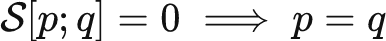 𝒮[p; q] = 0 ⟹ p = q